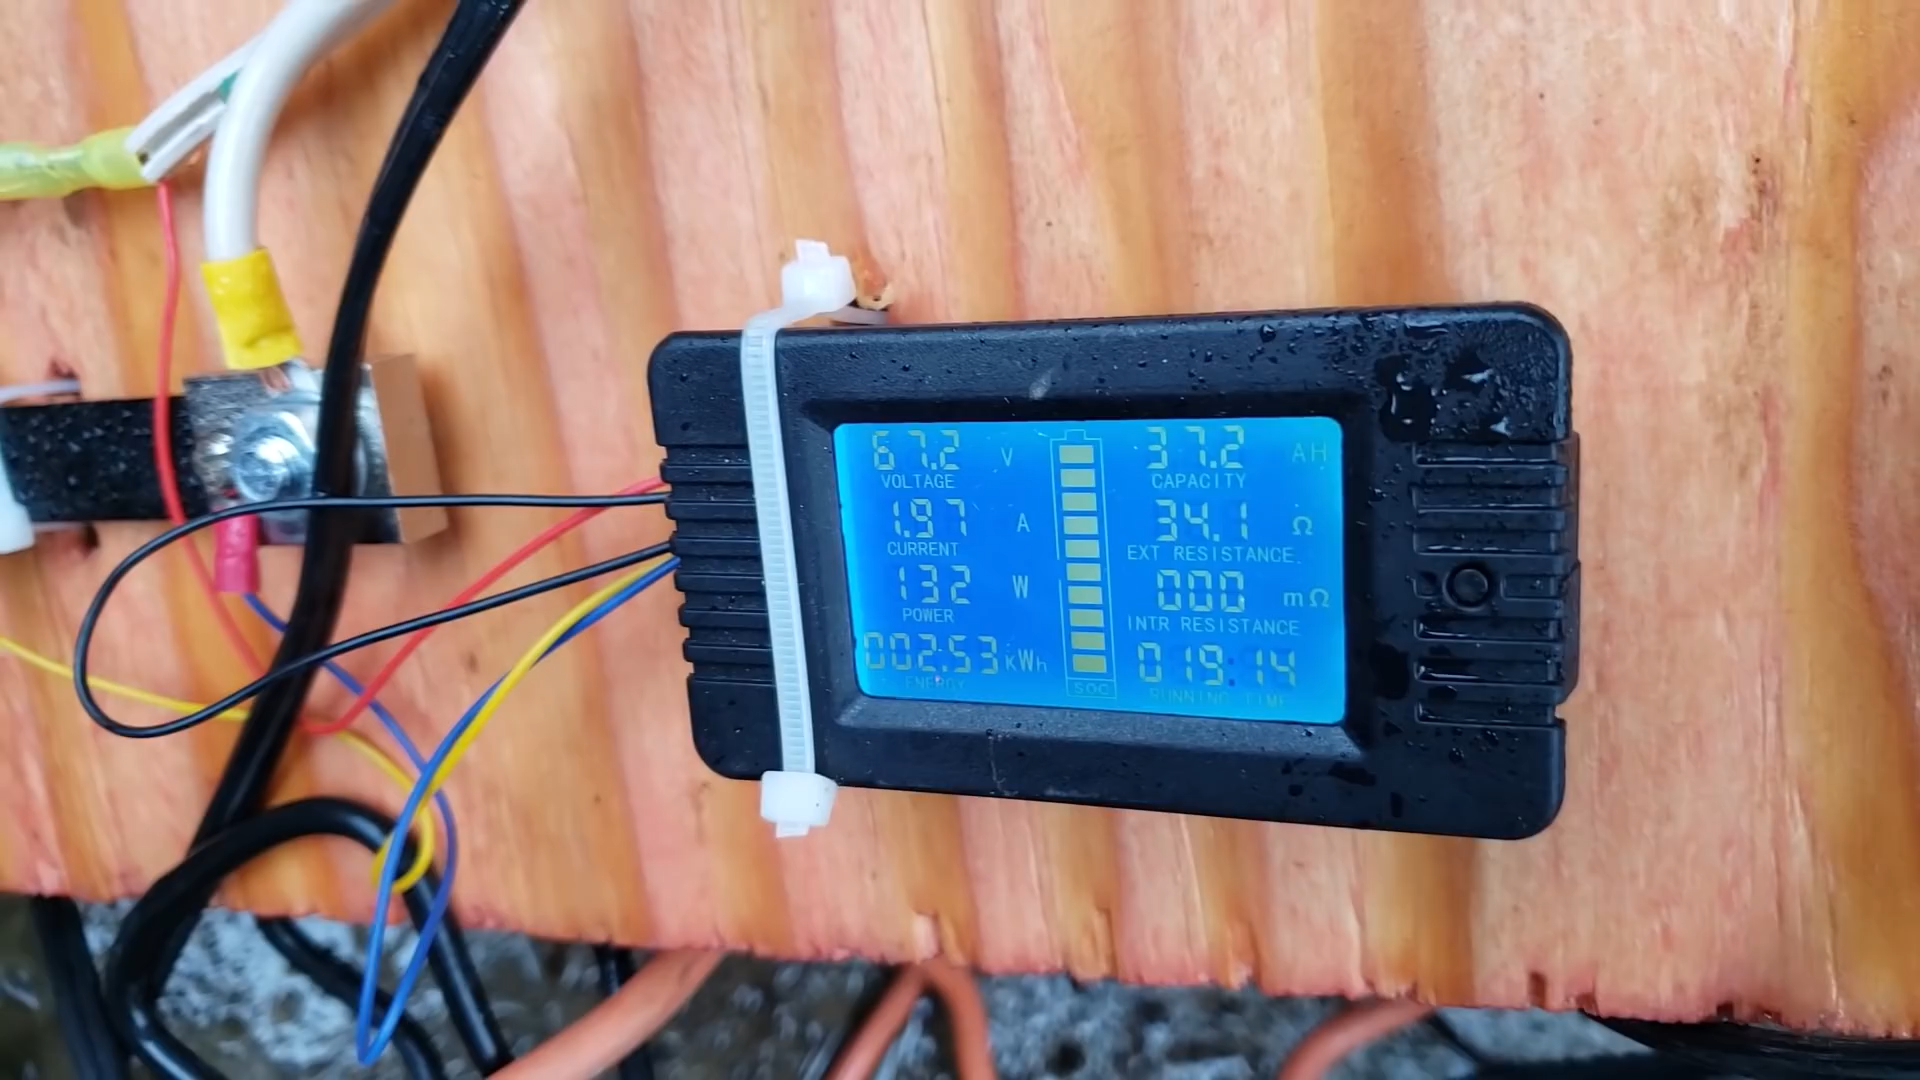 67.2 V
VOLTAGE
1.97 A
CURRENT
132 W
POWER
002.53 kWh
ENERGY
SOC
37.2 AH
CAPACITY
34.1 Ω
EXT RESISTANCE
000 mΩ
INTR RESISTANCE
019:14
RUNNING TIME